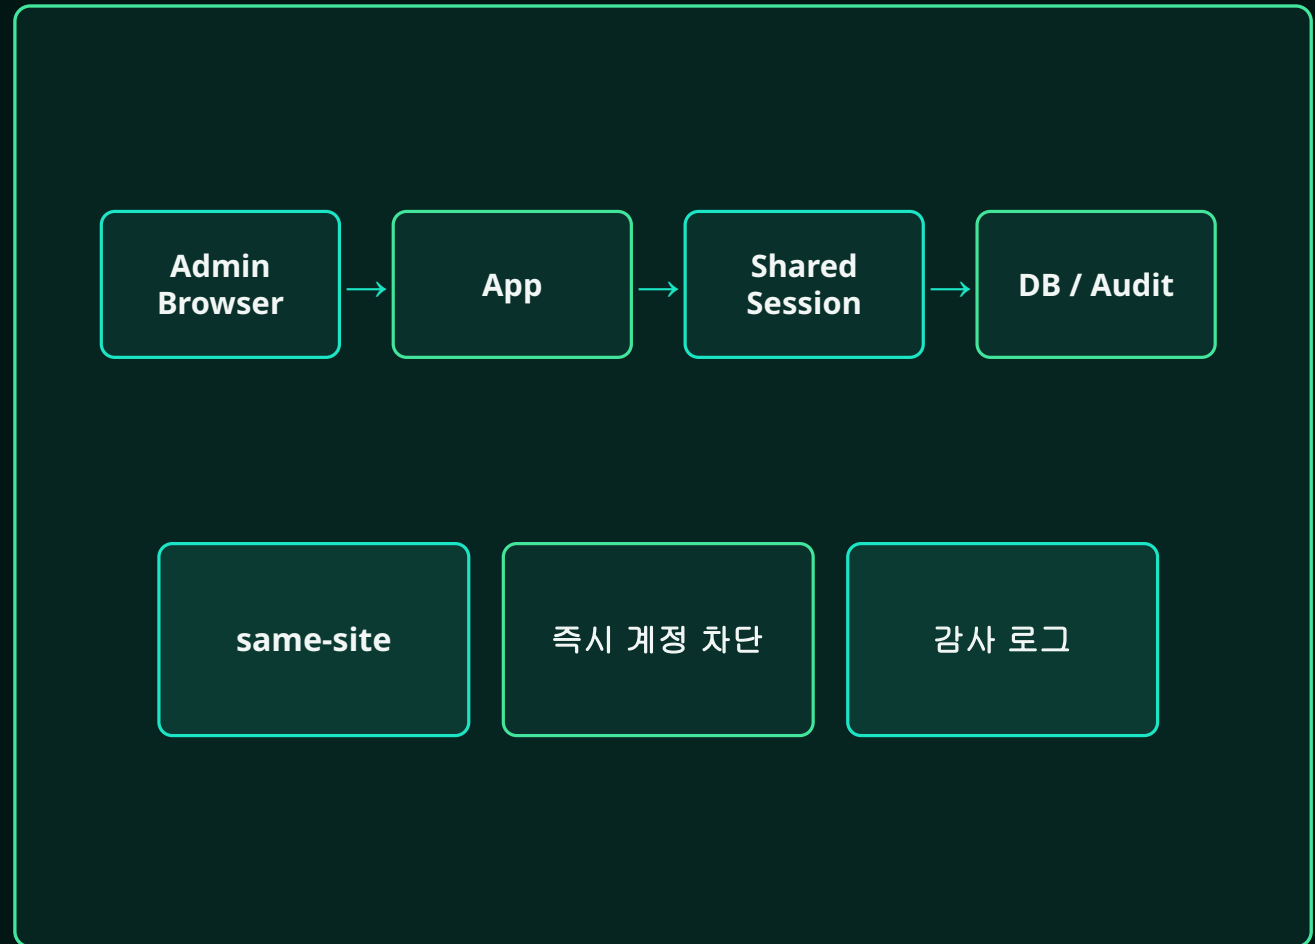 Admin
Browser
→
App
→
Shared
Session
→
DB / Audit
same-site
즉시 계정 차단
감사 로그